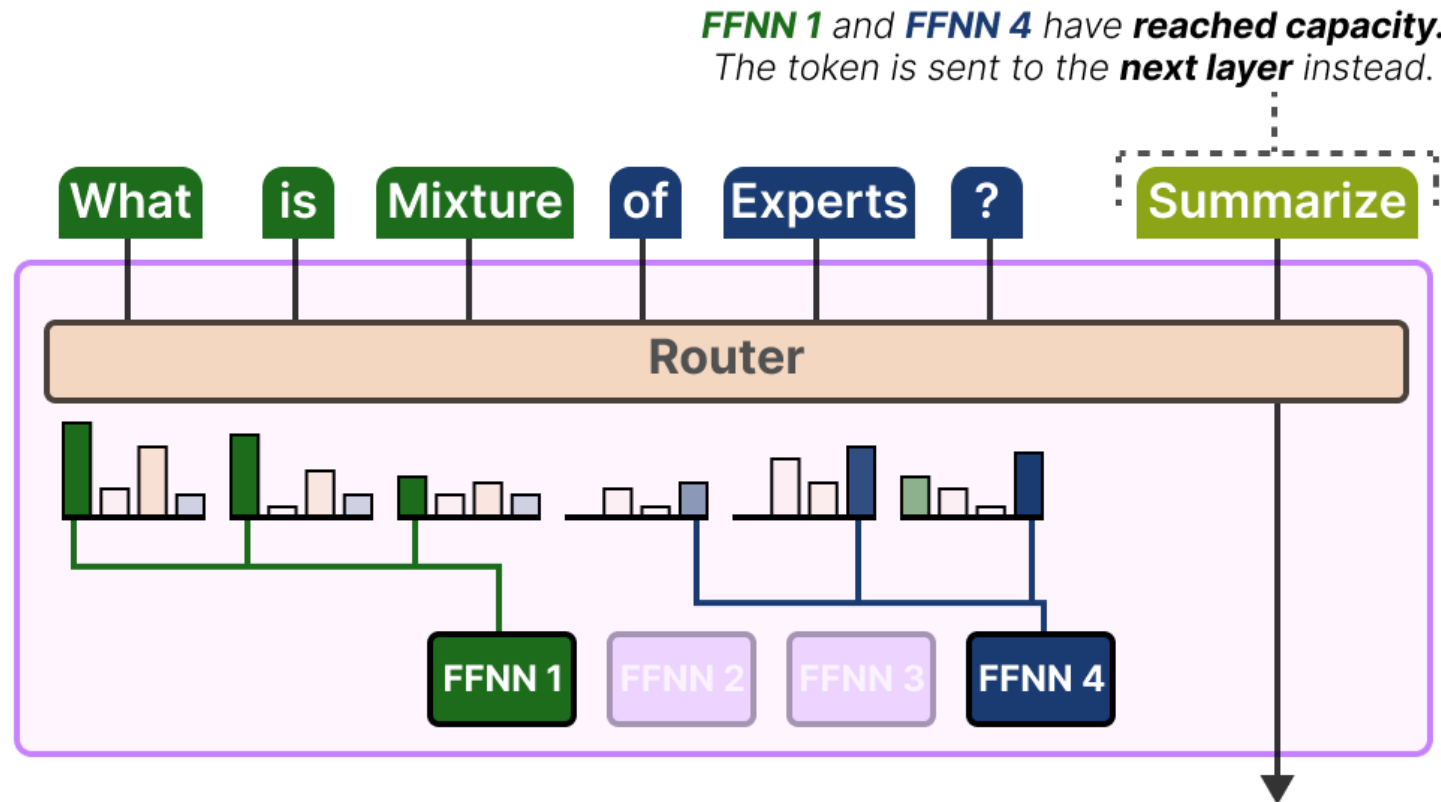 FFNN 1 and FFNN 4 have reached capacity.
The token is sent to the next layer instead.
What is Mixture of Experts ? Summarize
Router
FFNN 1 FFNN 2 FFNN 3 FFNN 4